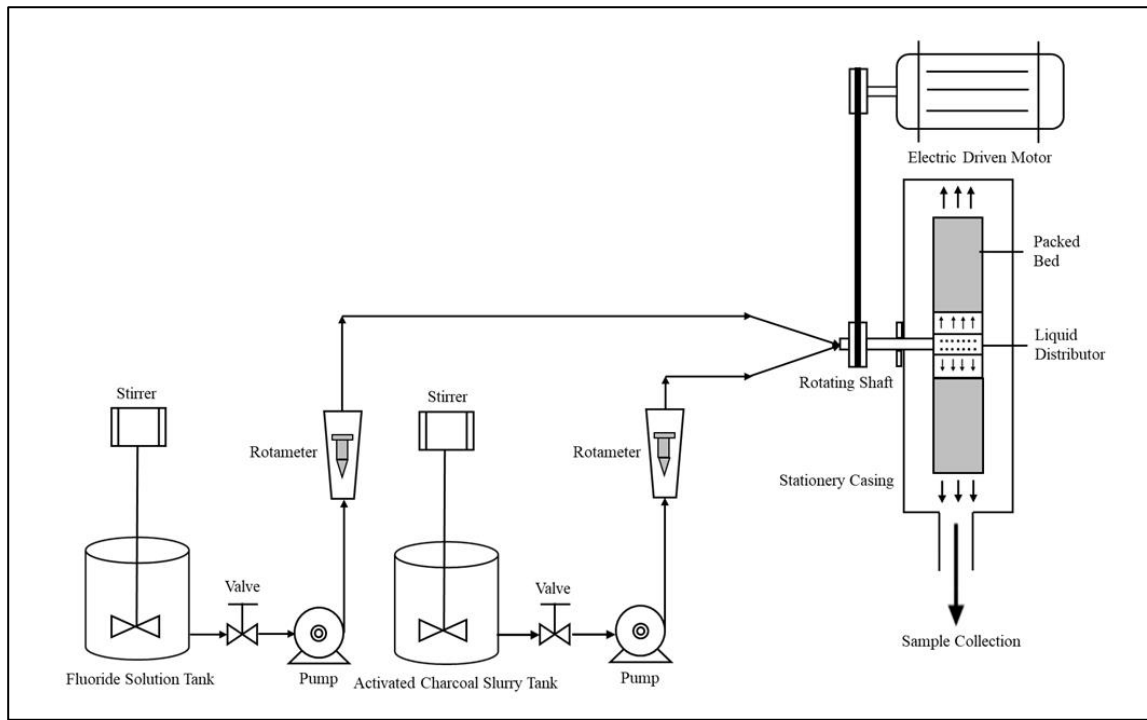 Electric Driven Motor
Packed
Bed
Liquid
Distributor
Rotating Shaft
Stirrer
Stirrer
Rotameter
Rotameter
Stationery Casing
Valve
Valve
Sample Collection
Fluoride Solution Tank
Pump
Activated Charcoal Slurry Tank
Pump